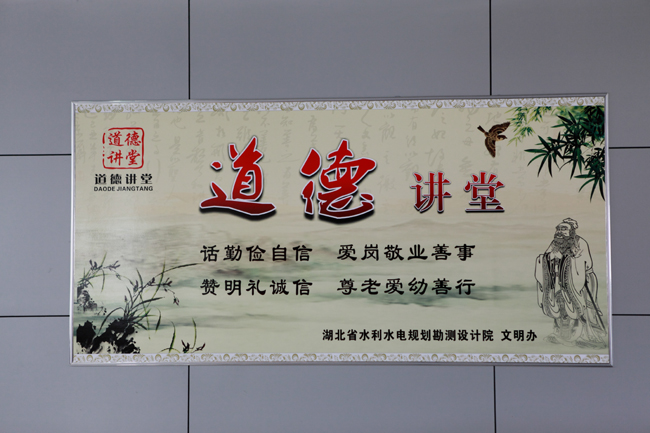 道德
讲堂
道德讲堂
DAODE JIANGTANG
道德 讲堂
话勤俭自信 爱岗敬业善事
赞明礼诚信 尊老爱幼善行
湖北省水利水电规划勘测设计院 文明办